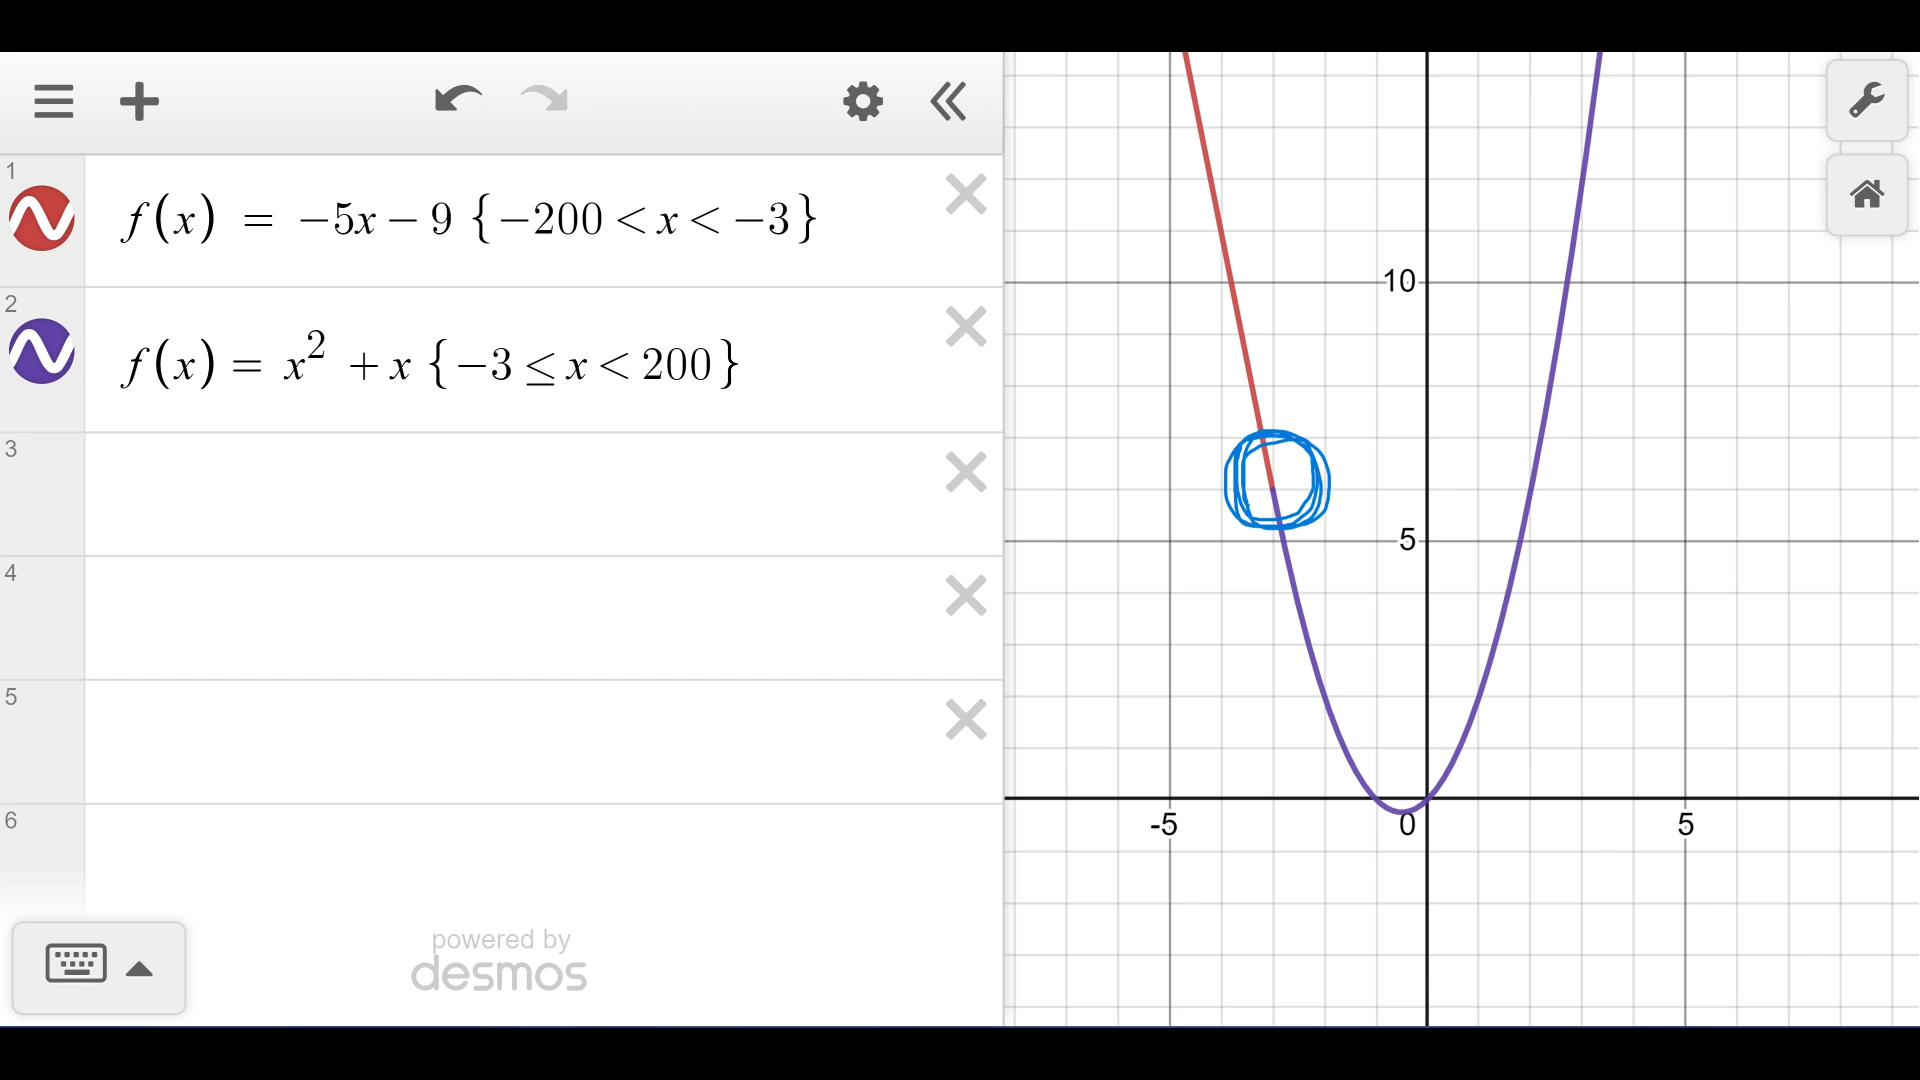 1
f(x) = −5x − 9 {−200 < x < −3}
2
f(x) = x² + x {−3 ≤ x < 200}
3
4
5
6
powered by
desmos
10
5
-5
0
5